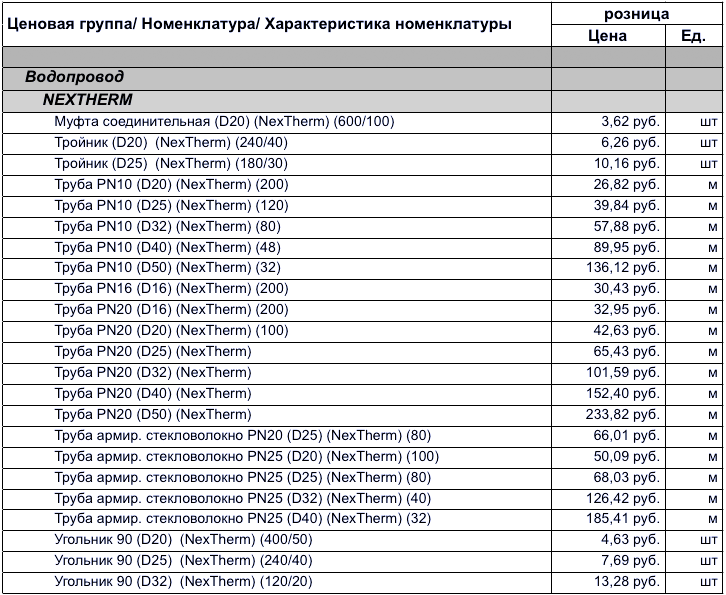 Ценовая группа/ Номенклатура/ Характеристика номенклатуры розница
Цена Ед.
Водопровод
NEXTHERM
Муфта соединительная (D20) (NexTherm) (600/100) 3,62 руб. шт
Тройник (D20) (NexTherm) (240/40) 6,26 руб. шт
Тройник (D25) (NexTherm) (180/30) 10,16 руб. шт
Труба PN10 (D20) (NexTherm) (200) 26,82 руб. м
Труба PN10 (D25) (NexTherm) (120) 39,84 руб. м
Труба PN10 (D32) (NexTherm) (80) 57,88 руб. м
Труба PN10 (D40) (NexTherm) (48) 89,95 руб. м
Труба PN10 (D50) (NexTherm) (32) 136,12 руб. м
Труба PN16 (D16) (NexTherm) (200) 30,43 руб. м
Труба PN20 (D16) (NexTherm) (200) 32,95 руб. м
Труба PN20 (D20) (NexTherm) (100) 42,63 руб. м
Труба PN20 (D25) (NexTherm) 65,43 руб. м
Труба PN20 (D32) (NexTherm) 101,59 руб. м
Труба PN20 (D40) (NexTherm) 152,40 руб. м
Труба PN20 (D50) (NexTherm) 233,82 руб. м
Труба армир. стекловолокно PN20 (D25) (NexTherm) (80) 66,01 руб. м
Труба армир. стекловолокно PN25 (D20) (NexTherm) (100) 50,09 руб. м
Труба армир. стекловолокно PN25 (D25) (NexTherm) (80) 68,03 руб. м
Труба армир. стекловолокно PN25 (D32) (NexTherm) (40) 126,42 руб. м
Труба армир. стекловолокно PN25 (D40) (NexTherm) (32) 185,41 руб. м
Угольник 90 (D20) (NexTherm) (400/50) 4,63 руб. шт
Угольник 90 (D25) (NexTherm) (240/40) 7,69 руб. шт
Угольник 90 (D32) (NexTherm) (120/20) 13,28 руб. шт